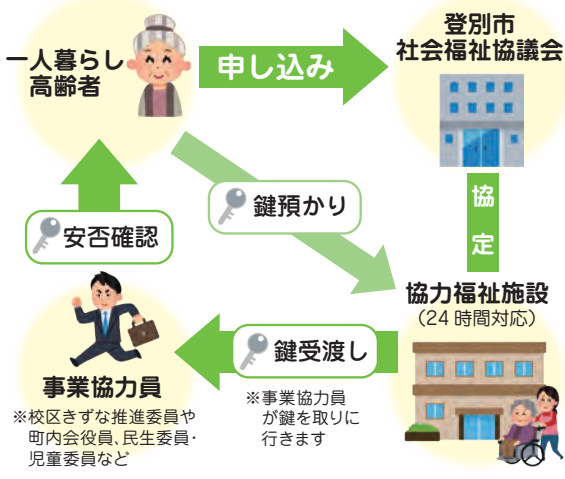 一人暮らし
高齢者
申し込み
登別市
社会福祉協議会
鍵預かり
協
定
安否確認
協力福祉施設
（24 時間対応）
鍵受渡し
事業協力員
※校区きずな推進委員や
町内会役員、民生委員・
児童委員など
※事業協力員
が鍵を取りに
行きます